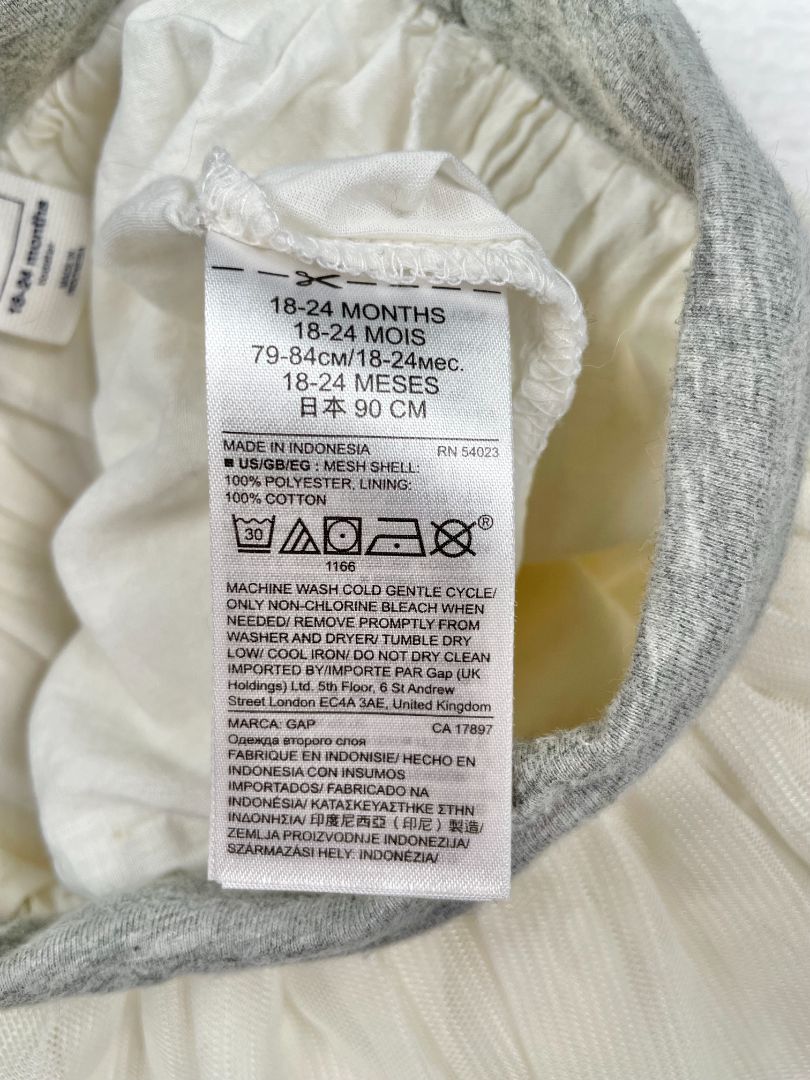 18-24 months
18-24 MONTHS
18-24 MOIS
79-84см/18-24мес.
18-24 MESES
日本 90 CM
MADE IN INDONESIA RN 54023
US/GB/EG : MESH SHELL:
100% POLYESTER, LINING:
100% COTTON
30
®
1166
MACHINE WASH COLD GENTLE CYCLE/
ONLY NON-CHLORINE BLEACH WHEN
NEEDED/ REMOVE PROMPTLY FROM
WASHER AND DRYER/ TUMBLE DRY
LOW/ COOL IRON/ DO NOT DRY CLEAN
IMPORTED BY/IMPORTE PAR Gap (UK
Holdings) Ltd. 5th Floor, 6 St Andrew
Street London EC4A 3AE, United Kingdom
MARCA: GAP CA 17897
Одежда второго слоя
FABRIQUE EN INDONISIE/ HECHO EN
INDONESIA CON INSUMOS
IMPORTADOS/ FABRICADO NA
INDONÉSIA/ ΚΑΤΑΣΚΕΥΑΣΤΗΚΕ ΣΤΗΝ
ΙΝΔΟΝΗΣΙΑ/ 印度尼西亞（印尼）製造/
ZEMLJA PROIZVODNJE INDONEZIJA/
SZÁRMAZÁSI HELY: INDONÉZIA/